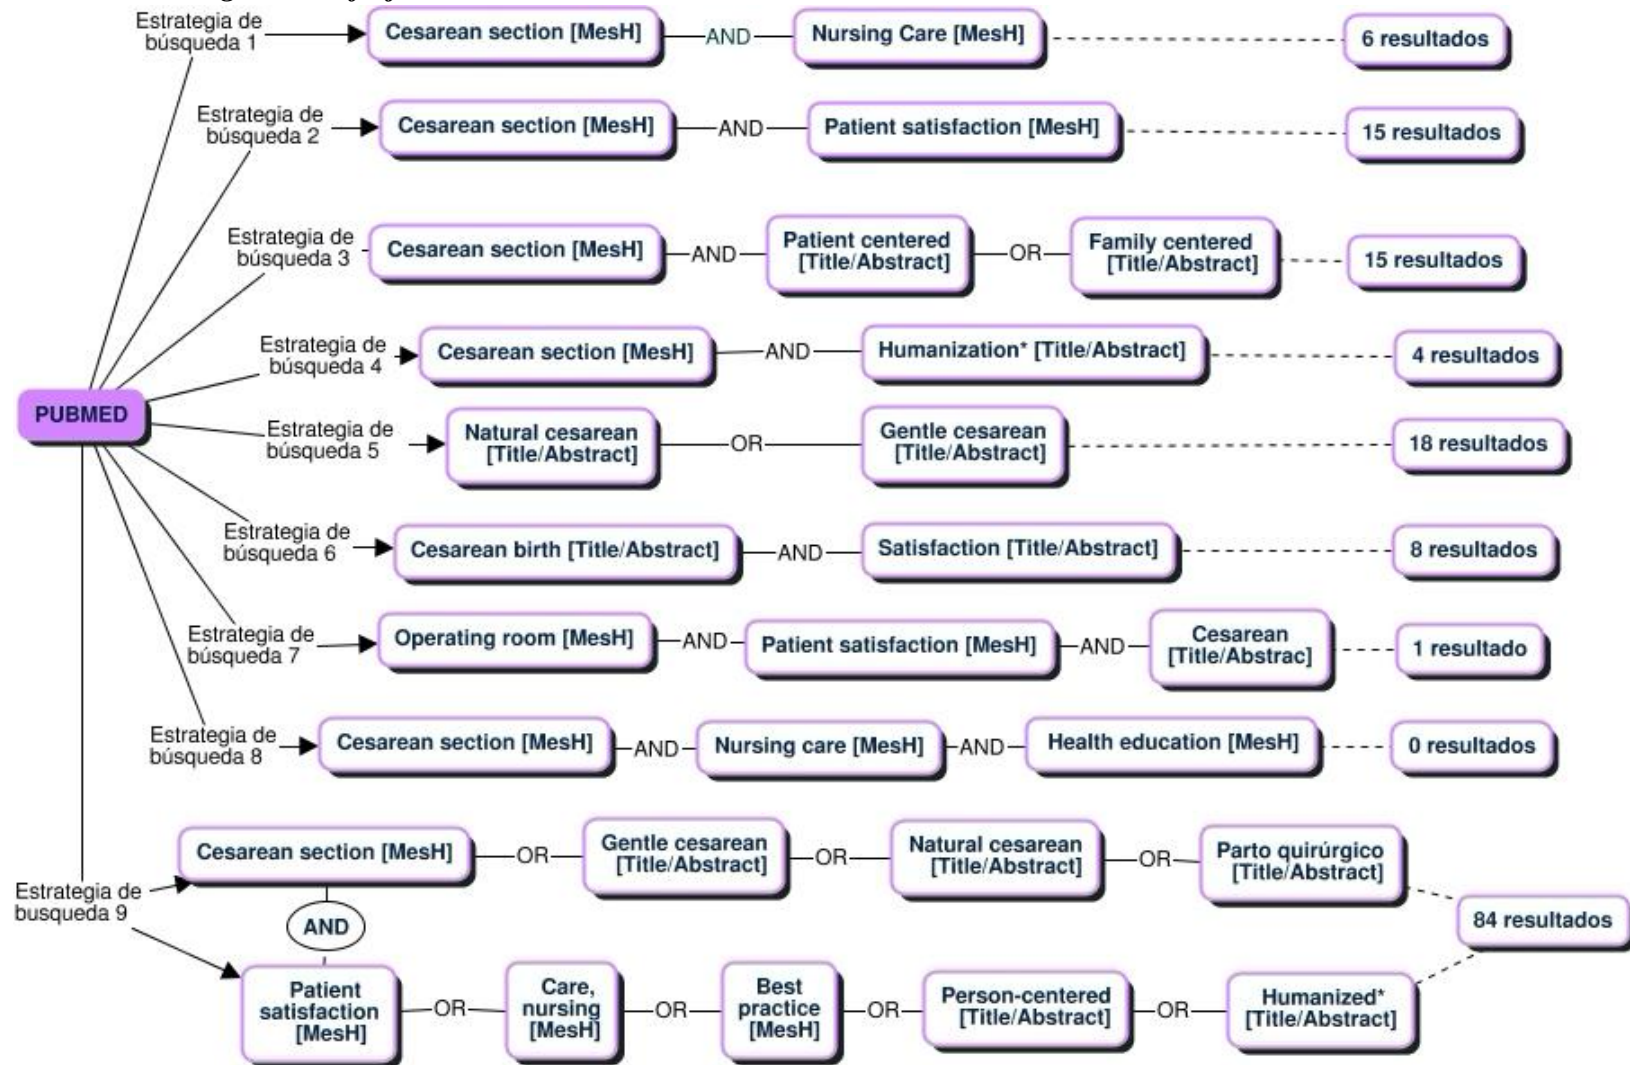 Estrategia de
búsqueda 1
Cesarean section [MesH]
AND
Nursing Care [MesH]
6 resultados
Estrategia de
búsqueda 2
Cesarean section [MesH]
AND
Patient satisfaction [MesH]
15 resultados
Estrategia de
búsqueda 3
Cesarean section [MesH]
AND
Patient centered
[Title/Abstract]
OR
Family centered
[Title/Abstract]
15 resultados
Estrategia de
búsqueda 4
Cesarean section [MesH]
AND
Humanization* [Title/Abstract]
4 resultados
PUBMED
Estrategia de
búsqueda 5
Natural cesarean
[Title/Abstract]
OR
Gentle cesarean
[Title/Abstract]
18 resultados
Estrategia de
búsqueda 6
Cesarean birth [Title/Abstract]
AND
Satisfaction [Title/Abstract]
8 resultados
Estrategia de
búsqueda 7
Operating room [MesH]
AND
Patient satisfaction [MesH]
AND
Cesarean
[Title/Abstrac]
1 resultado
Estrategia de
búsqueda 8
Cesarean section [MesH]
AND
Nursing care [MesH]
AND
Health education [MesH]
0 resultados
Estrategia de
busqueda 9
Cesarean section [MesH]
OR
Gentle cesarean
[Title/Abstract]
OR
Natural cesarean
[Title/Abstract]
OR
Parto quirúrgico
[Title/Abstract]
AND
84 resultados
Patient
satisfaction
[MesH]
OR
Care,
nursing
[MesH]
OR
Best
practice
[MesH]
OR
Person-centered
[Title/Abstract]
OR
Humanized*
[Title/Abstract]